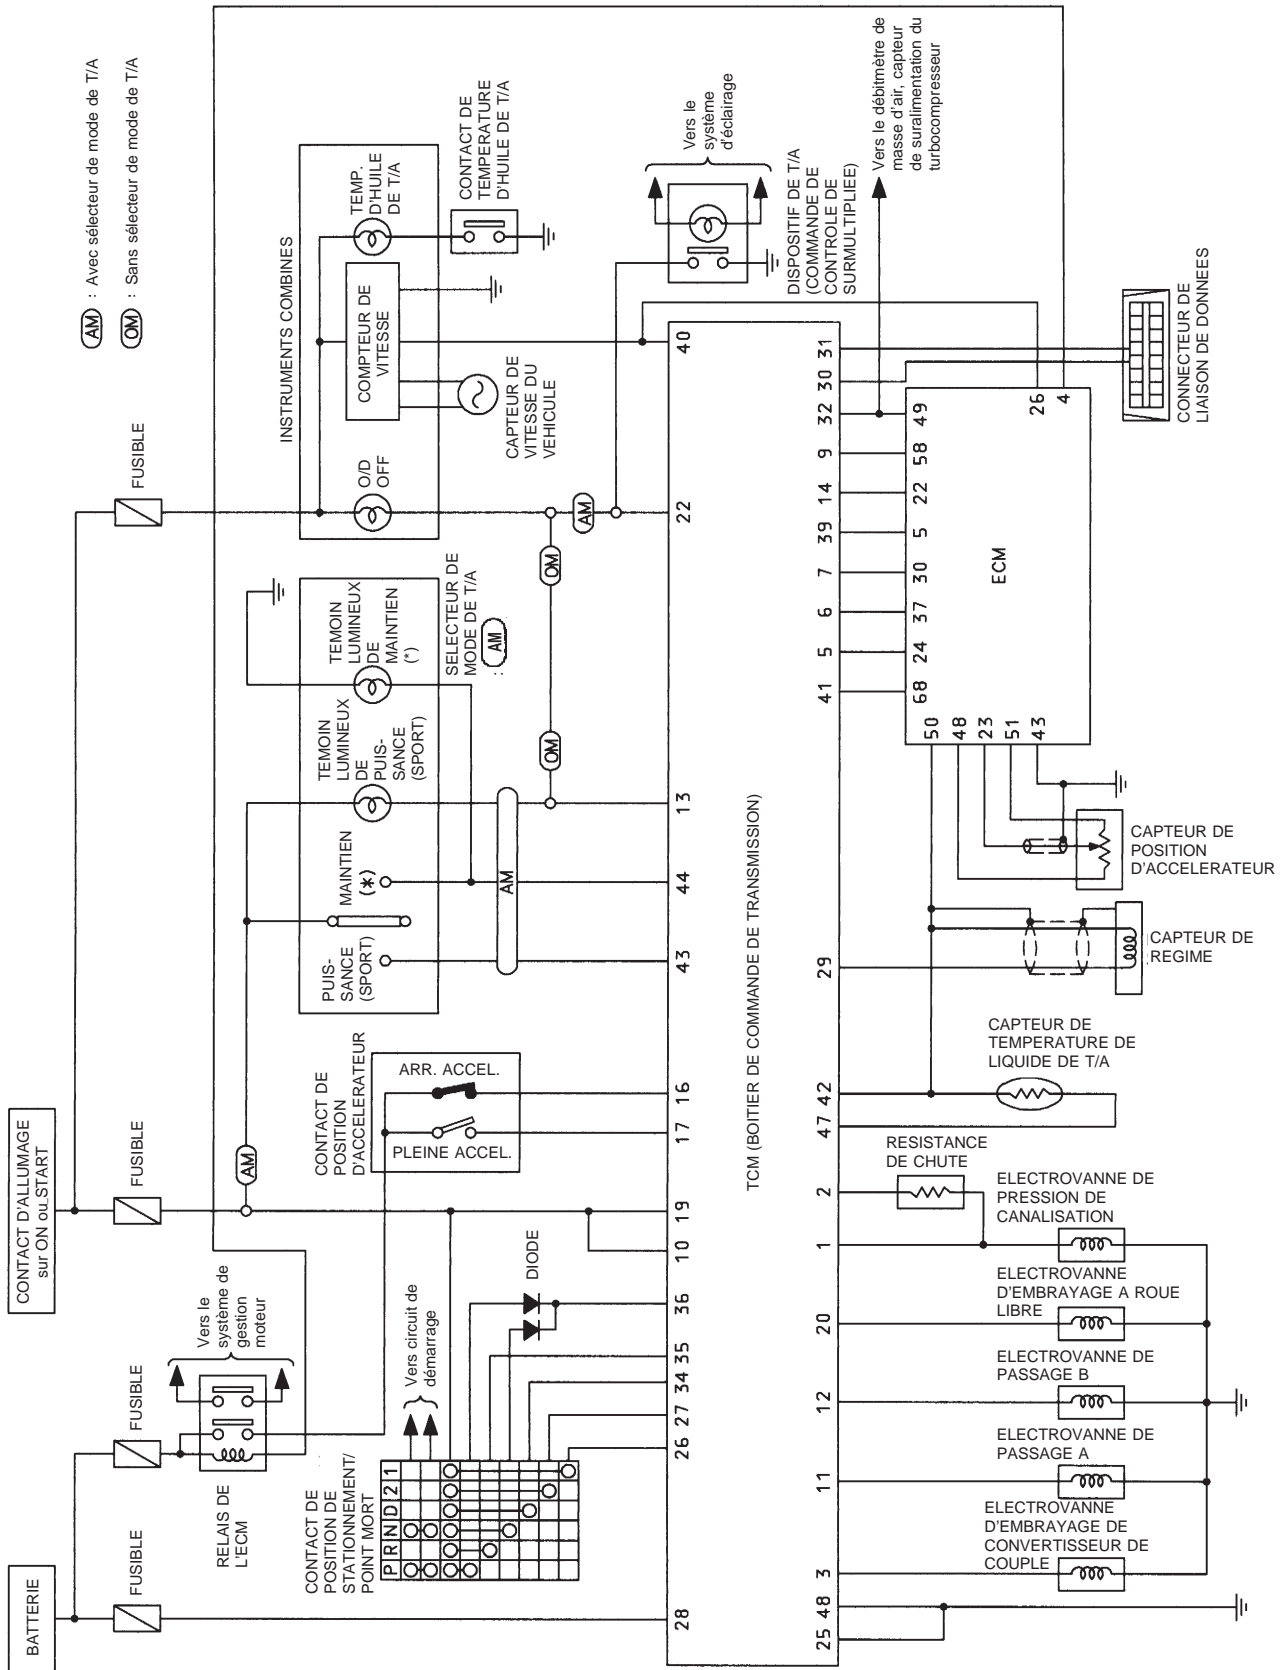 AM : Avec sélecteur de mode de T/A
OM : Sans sélecteur de mode de T/A
BATTERIE
CONTACT D'ALLUMAGE
sur ON ou START
FUSIBLE
FUSIBLE
FUSIBLE
FUSIBLE
RELAIS DE
L'ECM
Vers le
système de
gestion
moteur
CONTACT DE
POSITION DE
STATIONNEMENT/
POINT MORT
P R N D 2 1
Vers circuit de
démarrage
DIODE
AM
CONTACT DE
POSITION
D'ACCELERATEUR
ARR. ACCEL.
PLEINE ACCEL.
PUIS-
SANCE
(SPORT)
MAINTIEN
(*)
TEMOIN
LUMINEUX
DE
PUIS-
SANCE
(SPORT)
TEMOIN
LUMINEUX
DE
MAINTIEN
(*)
SELECTEUR DE
MODE DE T/A
: AM
AM
OM
OM
AM
INSTRUMENTS COMBINES
O/D
OFF
COMPTEUR DE
VITESSE
TEMP.
D'HUILE
DE T/A
CAPTEUR DE
VITESSE DU
VEHICULE
CONTACT DE
TEMPERATURE
D'HUILE DE T/A
Vers le
système
d'éclairage
DISPOSITIF DE T/A
(COMMANDE DE
CONTROLE DE
SURMULTIPLIEE)
Vers le débitmètre de
masse d'air, capteur
de suralimentation du
turbocompresseur
28 26 27 34 35 36 10 19 17 16 43 44 13 22 40
TCM (BOITIER DE COMMANDE DE TRANSMISSION)
25 48 3 11 12 20 1 2 47 42 29 41 5 6 7 39 14 9 32 30 31
68 24 37 30 5 22 58 49
26
4
ECM
50
48
23
51
43
CONNECTEUR DE
LIAISON DE DONNEES
CAPTEUR DE
POSITION
D'ACCELERATEUR
CAPTEUR DE
REGIME
CAPTEUR DE
TEMPERATURE DE
LIQUIDE DE T/A
RESISTANCE
DE CHUTE
ELECTROVANNE DE
PRESSION DE
CANALISATION
ELECTROVANNE
D'EMBRAYAGE A ROUE
LIBRE
ELECTROVANNE DE
PASSAGE B
ELECTROVANNE DE
PASSAGE A
ELECTROVANNE
D'EMBRAYAGE DE
CONVERTISSEUR DE
COUPLE